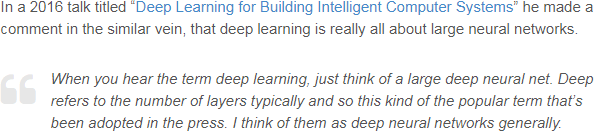 In a 2016 talk titled “Deep Learning for Building Intelligent Computer Systems” he made a
comment in the similar vein, that deep learning is really all about large neural networks.
When you hear the term deep learning, just think of a large deep neural net. Deep
refers to the number of layers typically and so this kind of the popular term that’s
been adopted in the press. I think of them as deep neural networks generally.